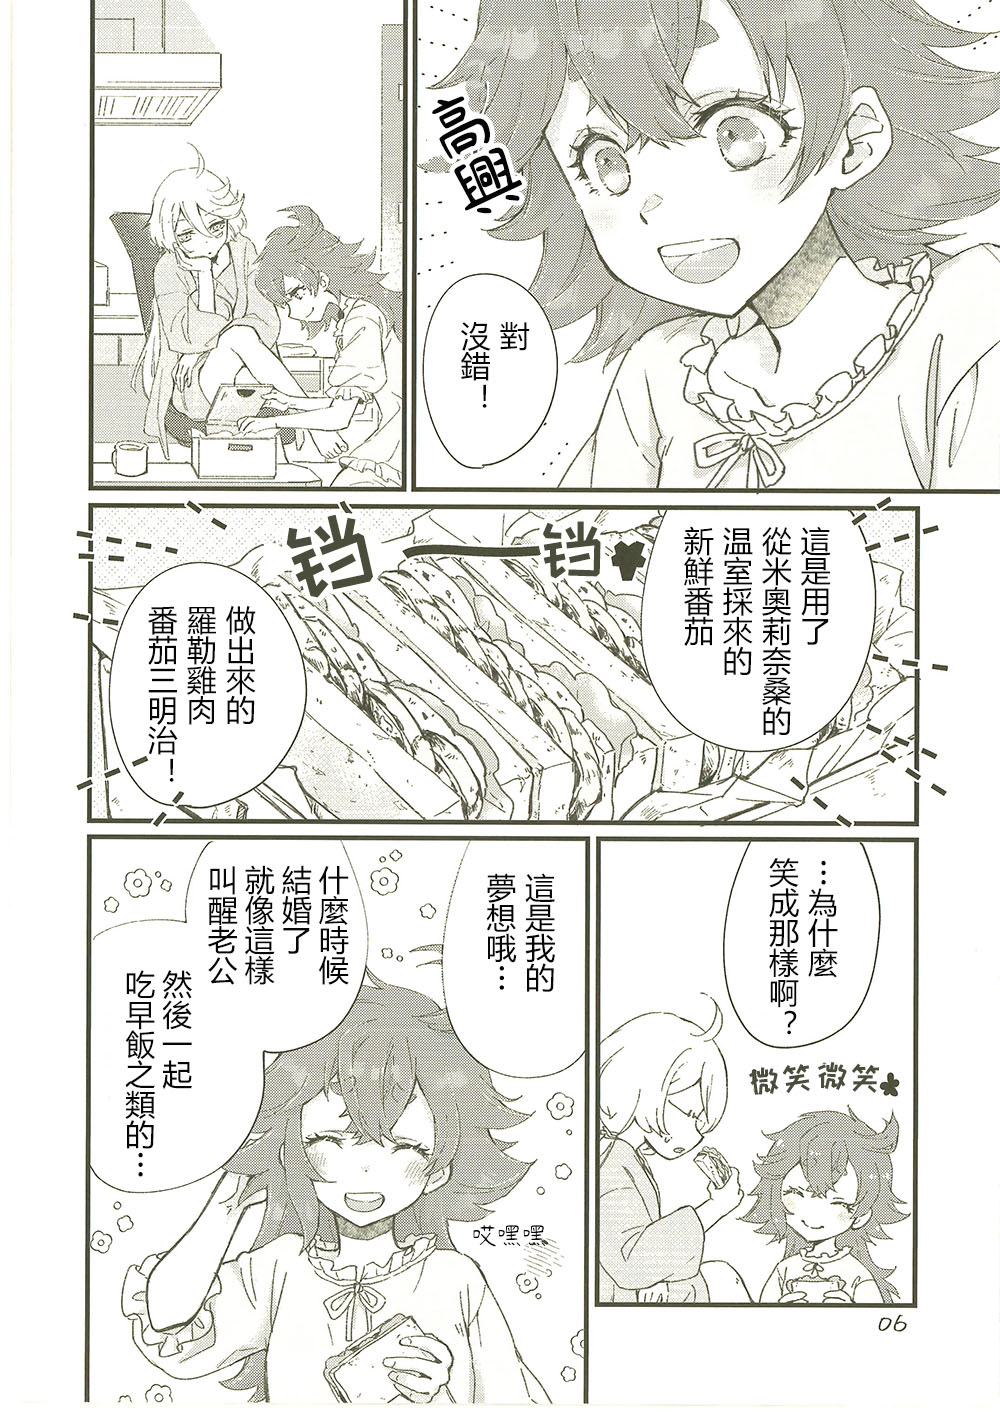 高興
對
沒錯！
這是用了
從米奧莉奈桑的
温室採來的
新鮮番茄
铛
铛
做出來的
羅勒雞肉
番茄三明治！
…為什麼
笑成那樣啊？
微笑微笑
這是我的
夢想哦…
什麼時候
結婚了
就像這樣
叫醒老公
然後一起
吃早飯之類的…
哎嘿嘿
06